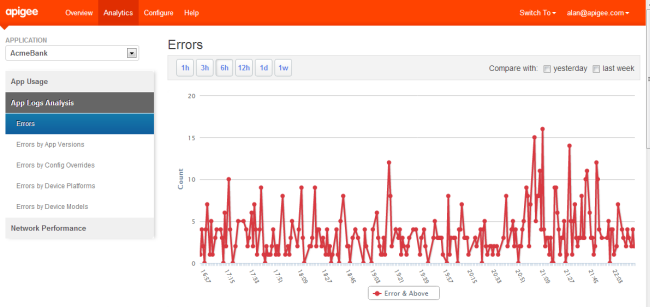 apigee Overview Analytics Configure Help Switch To alan@apigee.com
APPLICATION
AcmeBank
App Usage
App Logs Analysis
Errors
Errors by App Versions
Errors by Config Overrides
Errors by Device Platforms
Errors by Device Models
Network Performance
Errors
1h 3h 6h 12h 1d 1w Compare with: yesterday last week
20
15
10
5
0
Count
16:57 17:15 17:33 17:51 18:09 18:27 18:45 19:03 19:21 19:39 19:57 20:15 20:33 20:51 21:09 21:27 21:45 22:03
Error & Above